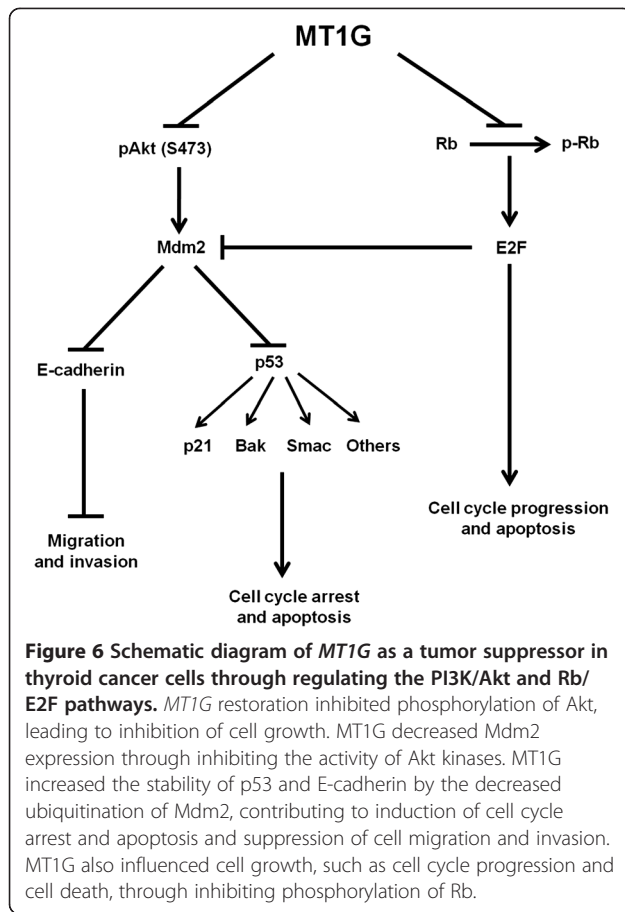 MT1G
pAkt (S473)
Rb
p-Rb
Mdm2
E2F
E-cadherin
p53
p21 Bak Smac Others
Migration
and invasion
Cell cycle arrest
and apoptosis
Cell cycle progression
and apoptosis
Figure 6 Schematic diagram of MT1G as a tumor suppressor in
thyroid cancer cells through regulating the PI3K/Akt and Rb/
E2F pathways. MT1G restoration inhibited phosphorylation of Akt,
leading to inhibition of cell growth. MT1G decreased Mdm2
expression through inhibiting the activity of Akt kinases. MT1G
increased the stability of p53 and E-cadherin by the decreased
ubiquitination of Mdm2, contributing to induction of cell cycle
arrest and apoptosis and suppression of cell migration and invasion.
MT1G also influenced cell growth, such as cell cycle progression and
cell death, through inhibiting phosphorylation of Rb.